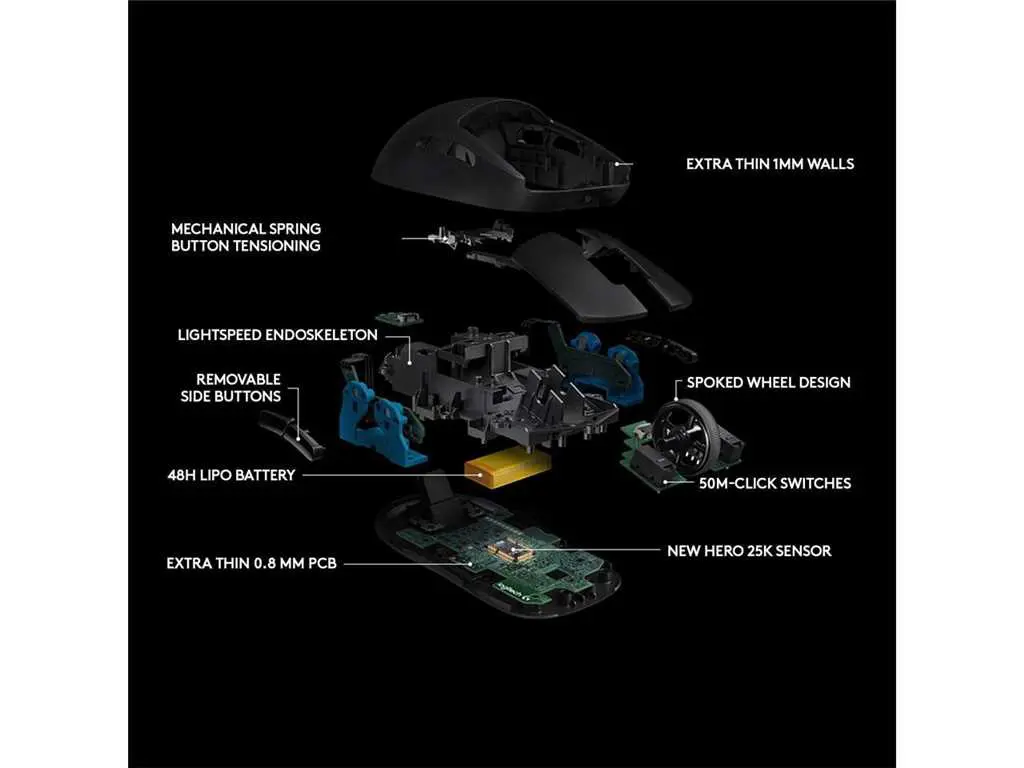 EXTRA THIN 1MM WALLS
MECHANICAL SPRING
BUTTON TENSIONING
LIGHTSPEED ENDOSKELETON
REMOVABLE
SIDE BUTTONS
SPOKED WHEEL DESIGN
48H LIPO BATTERY
50M-CLICK SWITCHES
NEW HERO 25K SENSOR
EXTRA THIN 0.8 MM PCB
logitech G